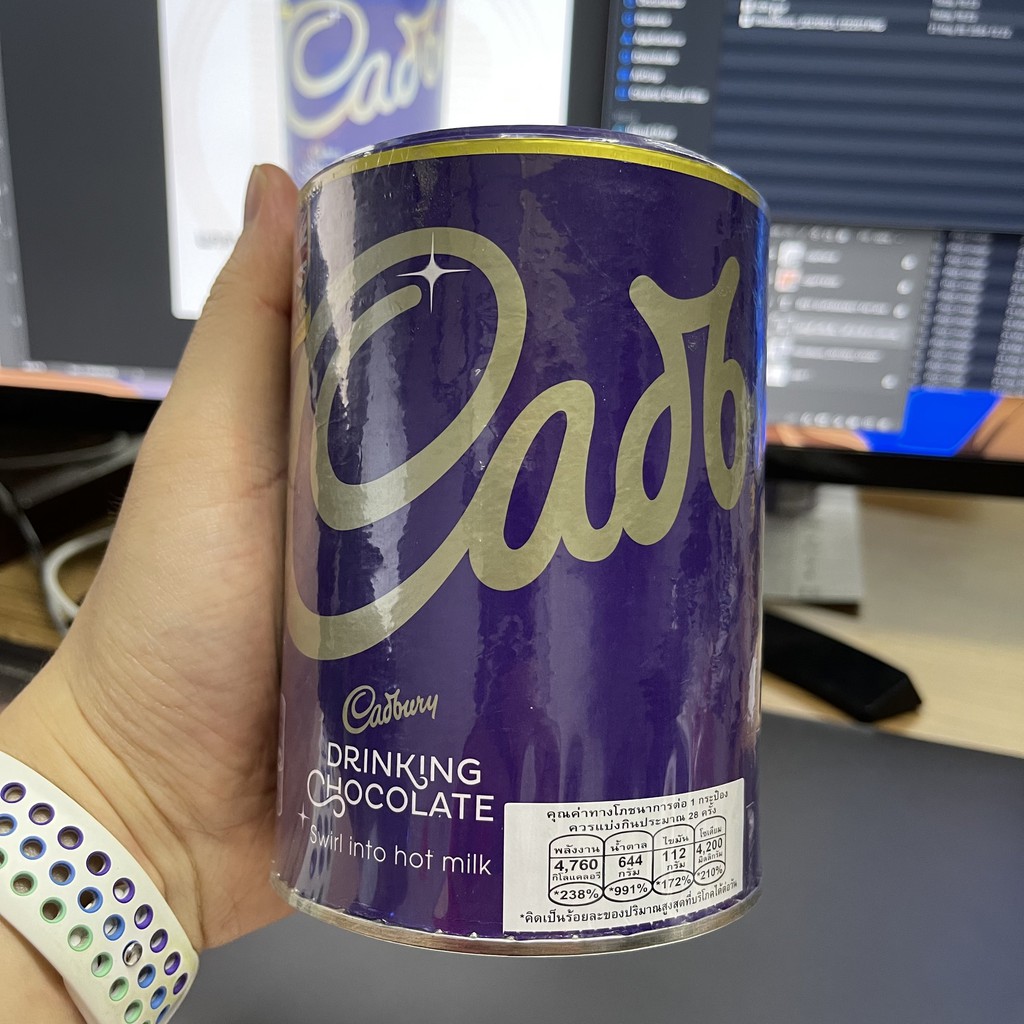 Cadb
Cadb
Cadbury
DRINKING
CHOCOLATE
Swirl into hot milk
คุณค่าทางโภชนาการต่อ 1 กระป๋อง
ควรแบ่งกินประมาณ 28 ครั้ง
พลังงาน น้ำตาล ไขมัน โซเดียม
4,760 644 112 4,200
กิโลแคลอรี กรัม กรัม มิลลิกรัม
*238% *991% *172% *210%
*คิดเป็นร้อยละของปริมาณสูงสุดที่บริโภคได้ต่อวัน